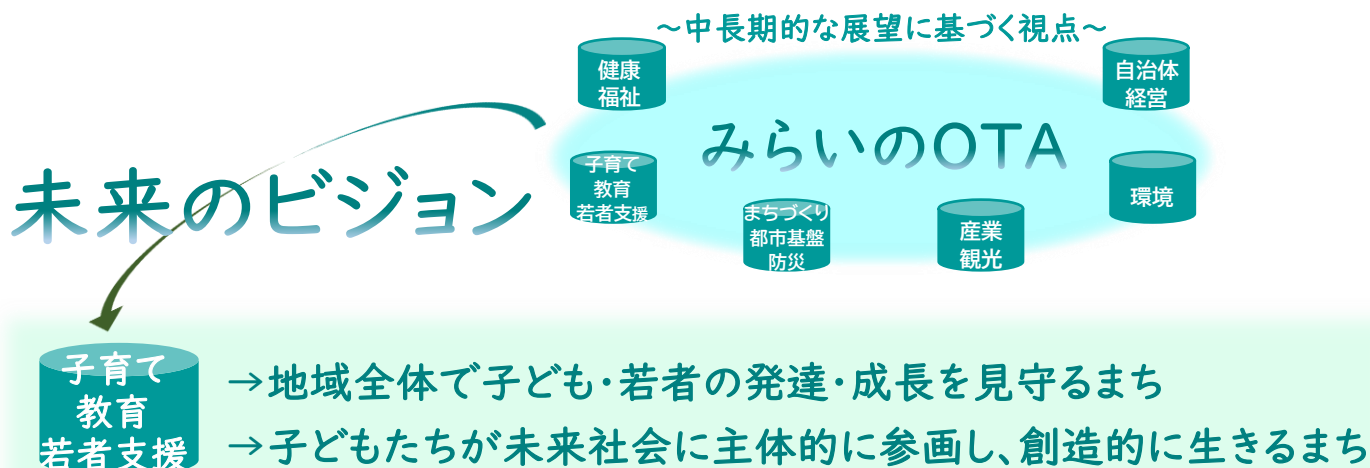 ～中長期的な展望に基づく視点～
健康
福祉
自治体
経営
みらいのOTA
子育て
教育
若者支援
環境
まちづくり
都市基盤
防災
産業
観光
未来のビジョン
子育て
教育
若者支援
→地域全体で子ども・若者の発達・成長を見守るまち
→子どもたちが未来社会に主体的に参画し、創造的に生きるまち